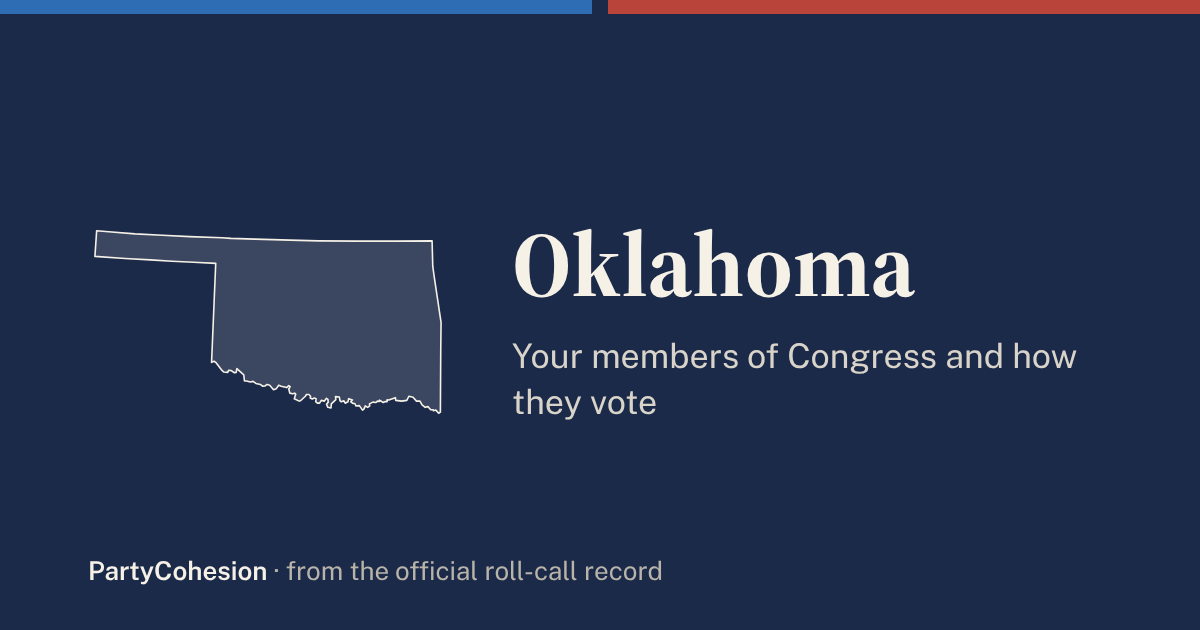 Oklahoma
Your members of Congress and how
they vote
PartyCohesion · from the official roll-call record